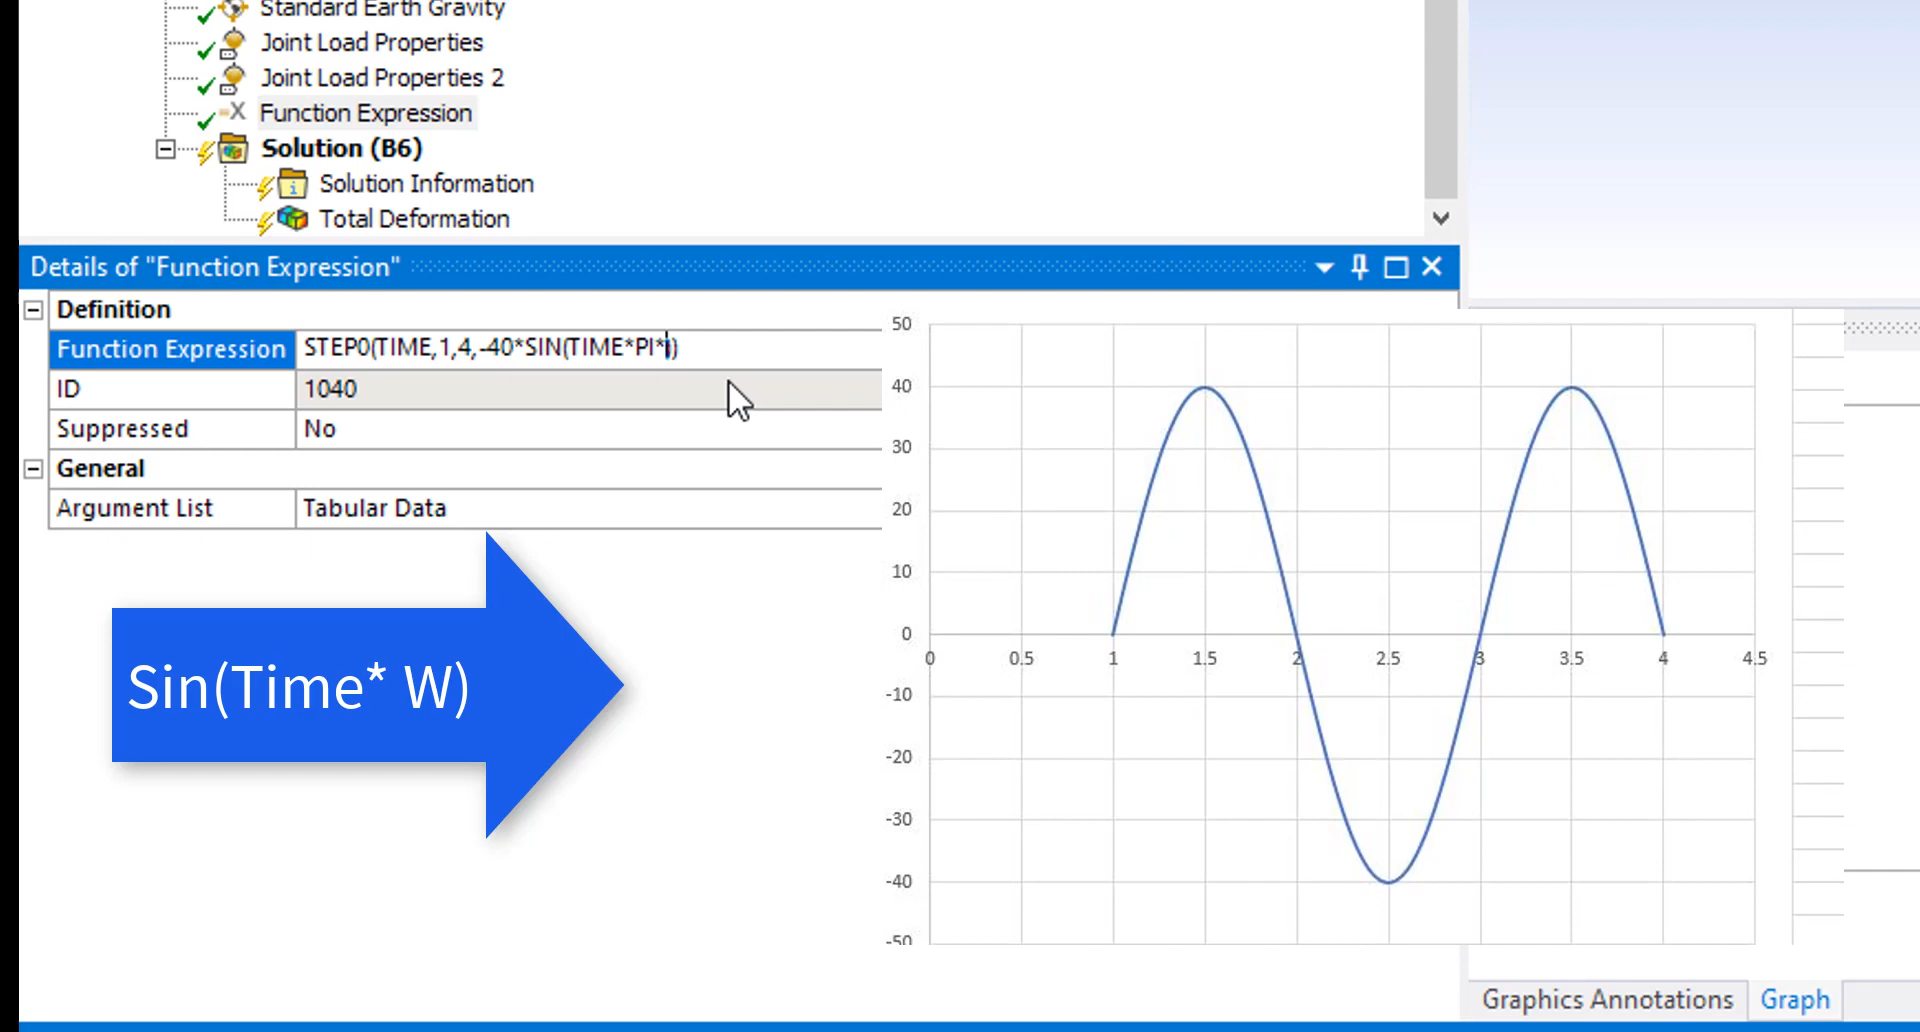 Standard Earth Gravity
Joint Load Properties
Joint Load Properties 2
Function Expression
Solution (B6)
Solution Information
Total Deformation
Details of "Function Expression"
Definition
Function Expression STEP0(TIME,1,4,-40*SIN(TIME*PI*))
ID 1040
Suppressed No
General
Argument List Tabular Data
Sin(Time* W)
50
40
30
20
10
0
0 0.5 1 1.5 2 2.5 3 3.5 4 4.5
-10
-20
-30
-40
-50
Graphics Annotations Graph